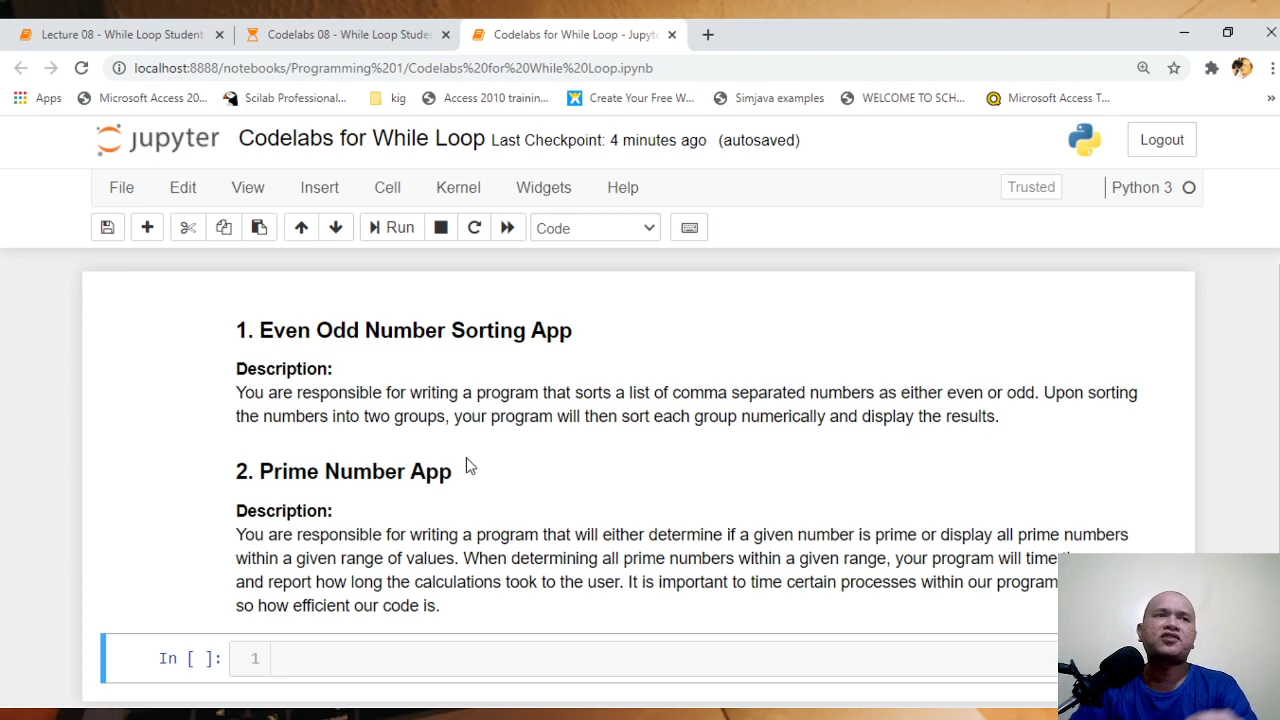 Lecture 08 - While Loop Student
Codelabs 08 - While Loop Stude
Codelabs for While Loop - Jupyt
localhost:8888/notebooks/Programming%201/Codelabs%20for%20While%20Loop.ipynb
Apps
Microsoft Access 20...
Scilab Professional...
kig
Access 2010 trainin...
Create Your Free W...
Simjava examples
WELCOME TO SCH...
Microsoft Access T...
»
jupyter Codelabs for While Loop Last Checkpoint: 4 minutes ago (autosaved)
Logout
File Edit View Insert Cell Kernel Widgets Help
Trusted
Python 3
Run
Code
1. Even Odd Number Sorting App
Description:
You are responsible for writing a program that sorts a list of comma separated numbers as either even or odd. Upon sorting
the numbers into two groups, your program will then sort each group numerically and display the results.
2. Prime Number App
Description:
You are responsible for writing a program that will either determine if a given number is prime or display all prime numbers
within a given range of values. When determining all prime numbers within a given range, your program will time
and report how long the calculations took to the user. It is important to time certain processes within our program
so how efficient our code is.
In [ ]: 1